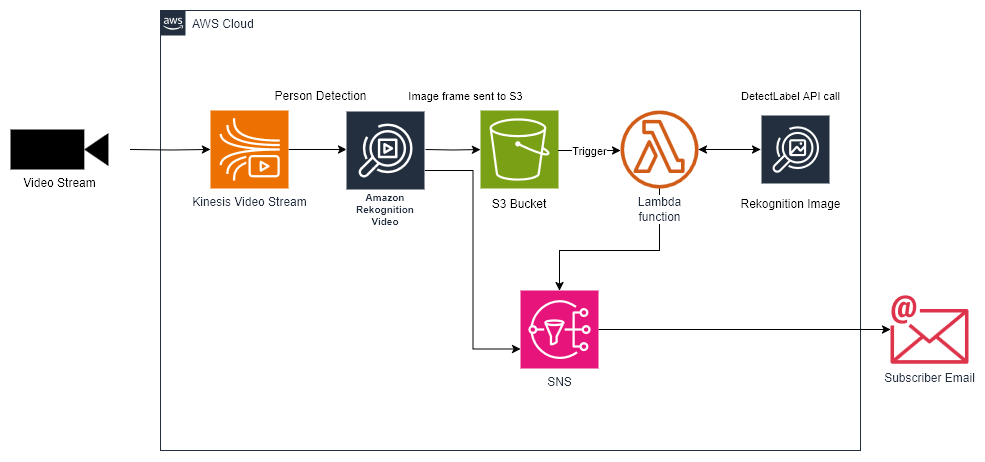 aws
AWS Cloud
Person Detection
Image frame sent to S3
DetectLabel API call
Trigger
Video Stream
Kinesis Video Stream
Amazon
Rekognition
Video
S3 Bucket
Lambda
function
Rekognition Image
@
SNS
Subscriber Email